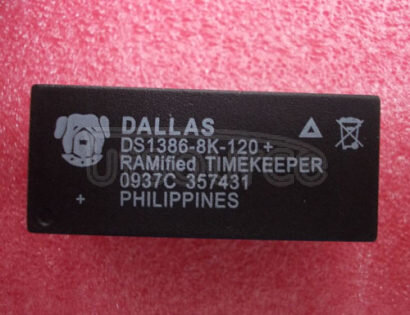 DALLAS
DS1386-8K-120 +
RAMified TIMEKEEPER
0937C 357431
+ PHILIPPINES